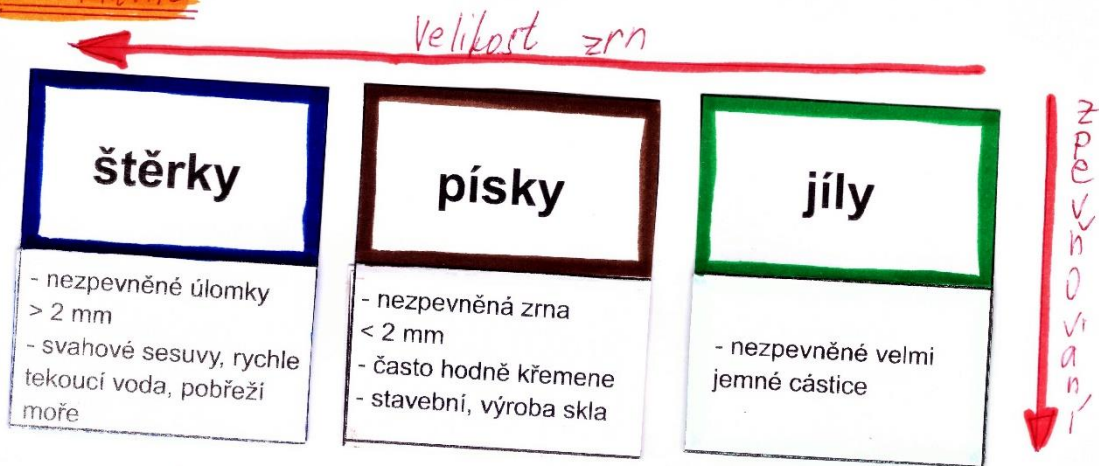 Velikost zrn
štěrky
- nezpevněné úlomky
> 2 mm
- svahové sesuvy, rychle
tekoucí voda, pobřeží
moře
písky
- nezpevněná zrna
< 2 mm
- často hodně křemene
- stavební, výroba skla
jíly
- nezpevněné velmi
jemné cástice
zpevňování